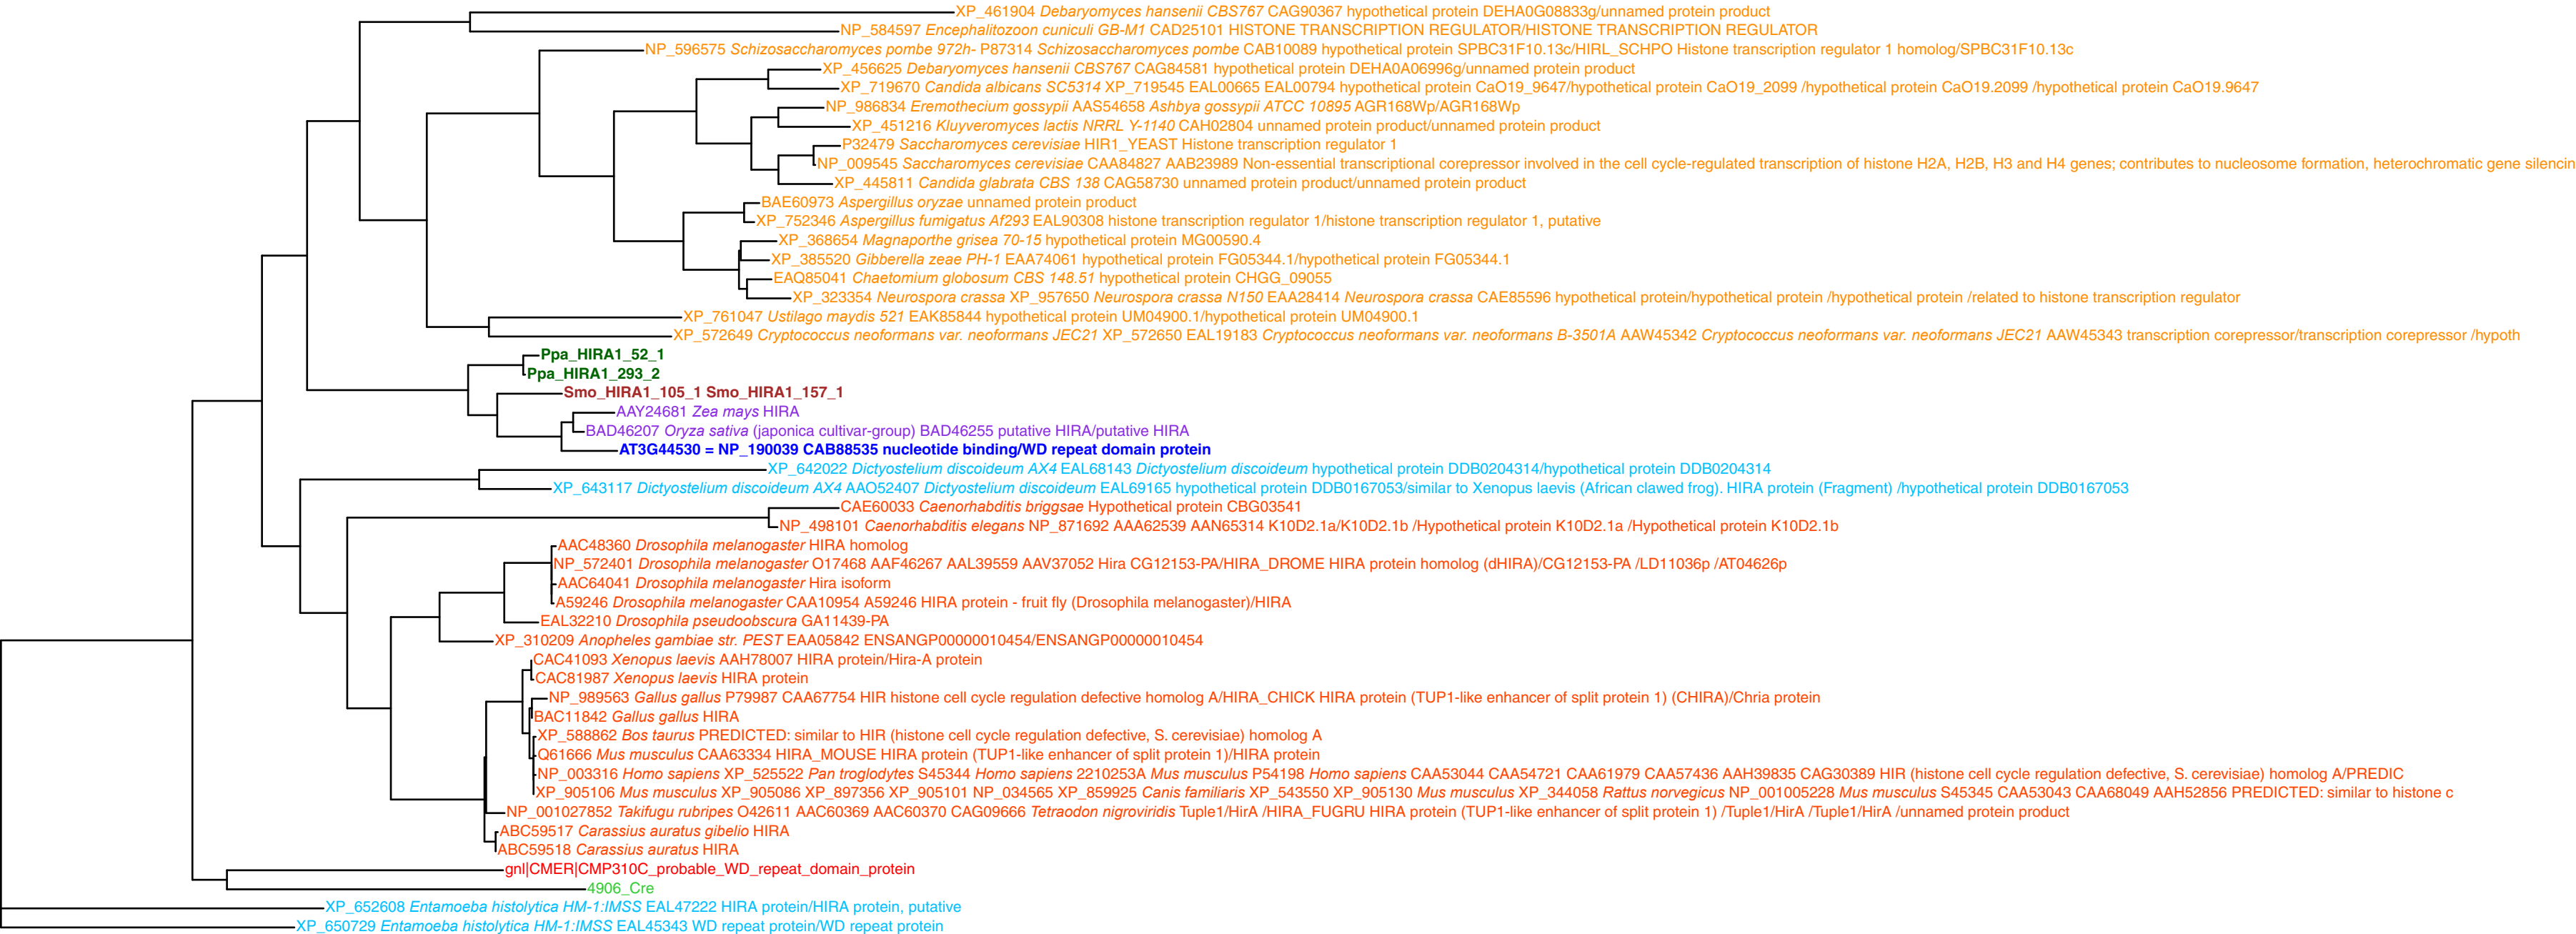 XP_461904 Debaryomyces hansenii CBS767 CAG90367 hypothetical protein DEHA0G08833g/unnamed protein product
NP_584597 Encephalitozoon cuniculi GB-M1 CAD25101 HISTONE TRANSCRIPTION REGULATOR/HISTONE TRANSCRIPTION REGULATOR
NP_596575 Schizosaccharomyces pombe 972h- P87314 Schizosaccharomyces pombe CAB10089 hypothetical protein SPBC31F10.13c/HIRL_SCHPO Histone transcription regulator 1 homolog/SPBC31F10.13c
XP_456625 Debaryomyces hansenii CBS767 CAG84581 hypothetical protein DEHA0A06996g/unnamed protein product
XP_719670 Candida albicans SC5314 XP_719545 EAL00665 EAL00794 hypothetical protein CaO19_9647/hypothetical protein CaO19_2099 /hypothetical protein CaO19.2099 /hypothetical protein CaO19.9647
NP_986834 Eremothecium gossypii AAS54658 Ashbya gossypii ATCC 10895 AGR168Wp/AGR168Wp
XP_451216 Kluyveromyces lactis NRRL Y-1140 CAH02804 unnamed protein product/unnamed protein product
P32479 Saccharomyces cerevisiae HIR1_YEAST Histone transcription regulator 1
NP_009545 Saccharomyces cerevisiae CAA84827 AAB23989 Non-essential transcriptional corepressor involved in the cell cycle-regulated transcription of histone H2A, H2B, H3 and H4 genes; contributes to nucleosome formation, heterochromatic gene silencin
XP_445811 Candida glabrata CBS 138 CAG58730 unnamed protein product/unnamed protein product
BAE60973 Aspergillus oryzae unnamed protein product
XP_752346 Aspergillus fumigatus Af293 EAL90308 histone transcription regulator 1/histone transcription regulator 1, putative
XP_368654 Magnaporthe grisea 70-15 hypothetical protein MG00590.4
XP_385520 Gibberella zeae PH-1 EAA74061 hypothetical protein FG05344.1/hypothetical protein FG05344.1
EAQ85041 Chaetomium globosum CBS 148.51 hypothetical protein CHGG_09055
XP_323354 Neurospora crassa XP_957650 Neurospora crassa N150 EAA28414 Neurospora crassa CAE85596 hypothetical protein/hypothetical protein /hypothetical protein /related to histone transcription regulator
XP_761047 Ustilago maydis 521 EAK85844 hypothetical protein UM04900.1/hypothetical protein UM04900.1
XP_572649 Cryptococcus neoformans var. neoformans JEC21 XP_572650 EAL19183 Cryptococcus neoformans var. neoformans B-3501A AAW45342 Cryptococcus neoformans var. neoformans JEC21 AAW45343 transcription corepressor/transcription corepressor /hypoth
Ppa_HIRA1_52_1
Ppa_HIRA1_293_2
Smo_HIRA1_105_1 Smo_HIRA1_157_1
AAY24681 Zea mays HIRA
BAD46207 Oryza sativa (japonica cultivar-group) BAD46255 putative HIRA/putative HIRA
AT3G44530 = NP_190039 CAB88535 nucleotide binding/WD repeat domain protein
XP_642022 Dictyostelium discoideum AX4 EAL68143 Dictyostelium discoideum hypothetical protein DDB0204314/hypothetical protein DDB0204314
XP_643117 Dictyostelium discoideum AX4 AAO52407 Dictyostelium discoideum EAL69165 hypothetical protein DDB0167053/similar to Xenopus laevis (African clawed frog). HIRA protein (Fragment) /hypothetical protein DDB0167053
CAE60033 Caenorhabditis briggsae Hypothetical protein CBG03541
NP_498101 Caenorhabditis elegans NP_871692 AAA62539 AAN65314 K10D2.1a/K10D2.1b /Hypothetical protein K10D2.1a /Hypothetical protein K10D2.1b
AAC48360 Drosophila melanogaster HIRA homolog
NP_572401 Drosophila melanogaster O17468 AAF46267 AAL39559 AAV37052 Hira CG12153-PA/HIRA_DROME HIRA protein homolog (dHIRA)/CG12153-PA /LD11036p /AT04626p
AAC64041 Drosophila melanogaster Hira isoform
A59246 Drosophila melanogaster CAA10954 A59246 HIRA protein - fruit fly (Drosophila melanogaster)/HIRA
EAL32210 Drosophila pseudoobscura GA11439-PA
XP_310209 Anopheles gambiae str. PEST EAA05842 ENSANGP00000010454/ENSANGP00000010454
CAC41093 Xenopus laevis AAH78007 HIRA protein/Hira-A protein
CAC81987 Xenopus laevis HIRA protein
NP_989563 Gallus gallus P79987 CAA67754 HIR histone cell cycle regulation defective homolog A/HIRA_CHICK HIRA protein (TUP1-like enhancer of split protein 1) (CHIRA)/Chria protein
BAC11842 Gallus gallus HIRA
XP_588862 Bos taurus PREDICTED: similar to HIR (histone cell cycle regulation defective, S. cerevisiae) homolog A
Q61666 Mus musculus CAA63334 HIRA_MOUSE HIRA protein (TUP1-like enhancer of split protein 1)/HIRA protein
NP_003316 Homo sapiens XP_525522 Pan troglodytes S45344 Homo sapiens 2210253A Mus musculus P54198 Homo sapiens CAA53044 CAA54721 CAA61979 CAA57436 AAH39835 CAG30389 HIR (histone cell cycle regulation defective, S. cerevisiae) homolog A/PREDIC
XP_905106 Mus musculus XP_905086 XP_897356 XP_905101 NP_034565 XP_859925 Canis familiaris XP_543550 XP_905130 Mus musculus XP_344058 Rattus norvegicus NP_001005228 Mus musculus S45345 CAA53043 CAA68049 AAH52856 PREDICTED: similar to histone c
NP_001027852 Takifugu rubripes O42611 AAC60369 AAC60370 CAG09666 Tetraodon nigroviridis Tuple1/HirA /HIRA_FUGRU HIRA protein (TUP1-like enhancer of split protein 1) /Tuple1/HirA /Tuple1/HirA /unnamed protein product
ABC59517 Carassius auratus gibelio HIRA
ABC59518 Carassius auratus HIRA
gnl|CMER|CMP310C_probable_WD_repeat_domain_protein
4906_Cre
XP_652608 Entamoeba histolytica HM-1:IMSS EAL47222 HIRA protein/HIRA protein, putative
XP_650729 Entamoeba histolytica HM-1:IMSS EAL45343 WD repeat protein/WD repeat protein